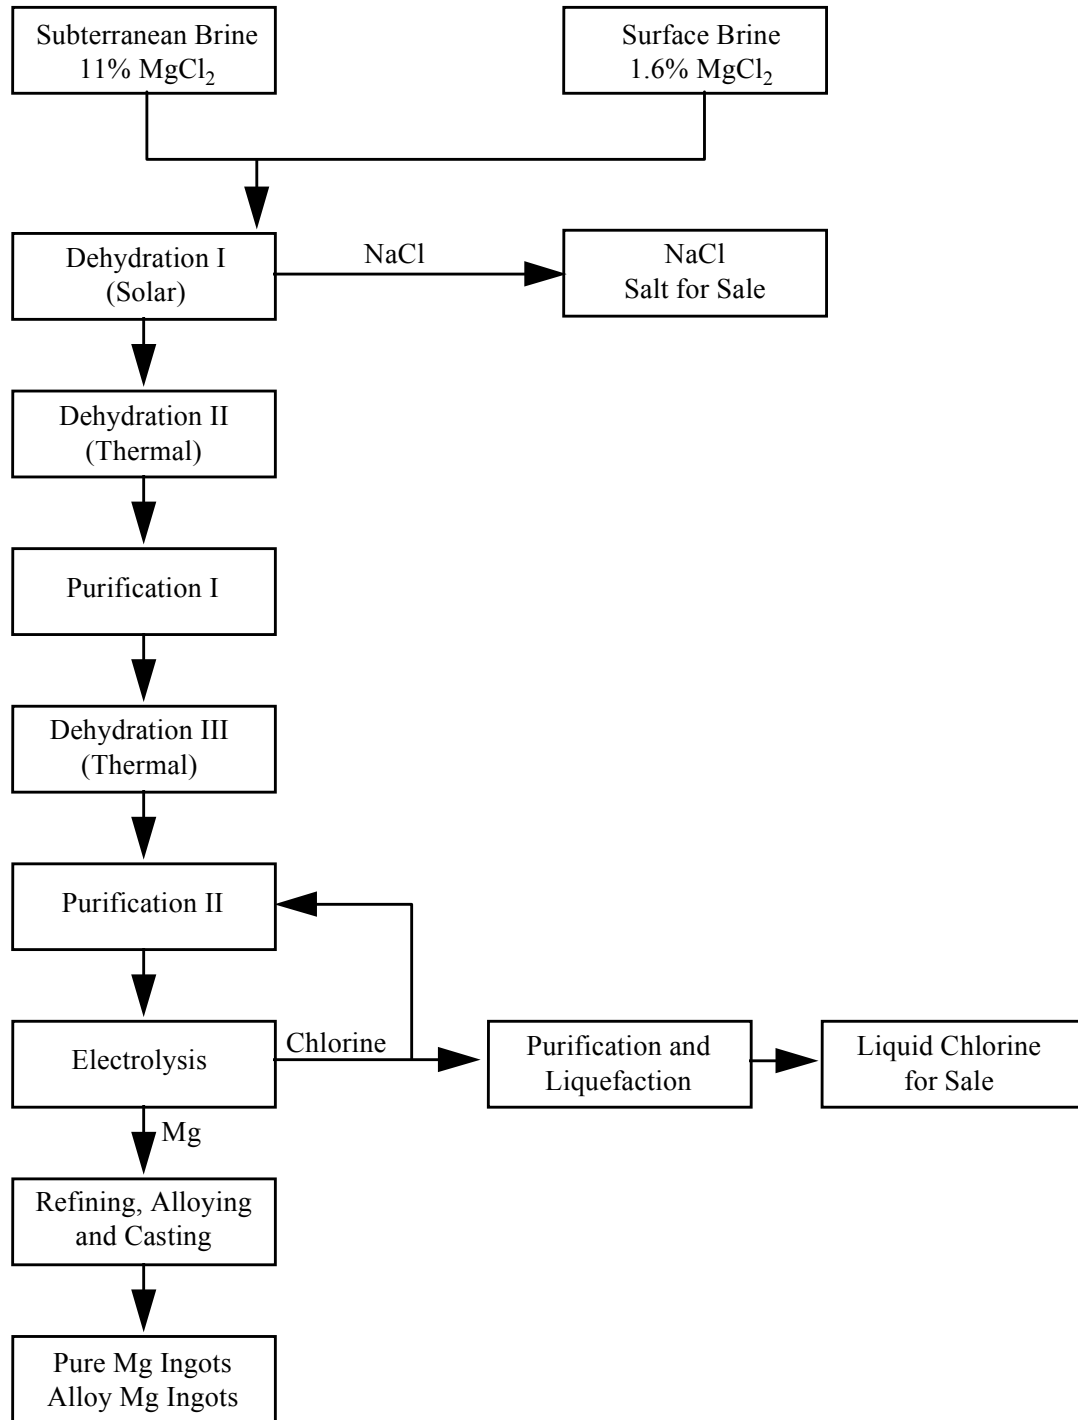 Subterranean Brine
11% MgCl₂
Surface Brine
1.6% MgCl₂
Dehydration I
(Solar)
NaCl
NaCl
Salt for Sale
Dehydration II
(Thermal)
Purification I
Dehydration III
(Thermal)
Purification II
Electrolysis
Chlorine
Purification and
Liquefaction
Liquid Chlorine
for Sale
Mg
Refining, Alloying
and Casting
Pure Mg Ingots
Alloy Mg Ingots